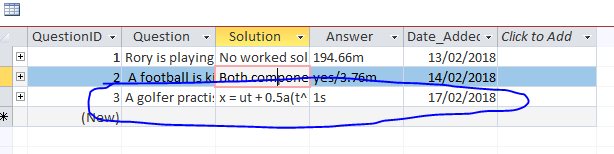 QuestionID Question Solution Answer Date_Added Click to Add
1 Rory is playing No worked sol 194.66m 13/02/2018
2 A football is ki Both compone yes/3.76m 14/02/2018
3 A golfer practi x = ut + 0.5a(t^ 1s 17/02/2018
(New)